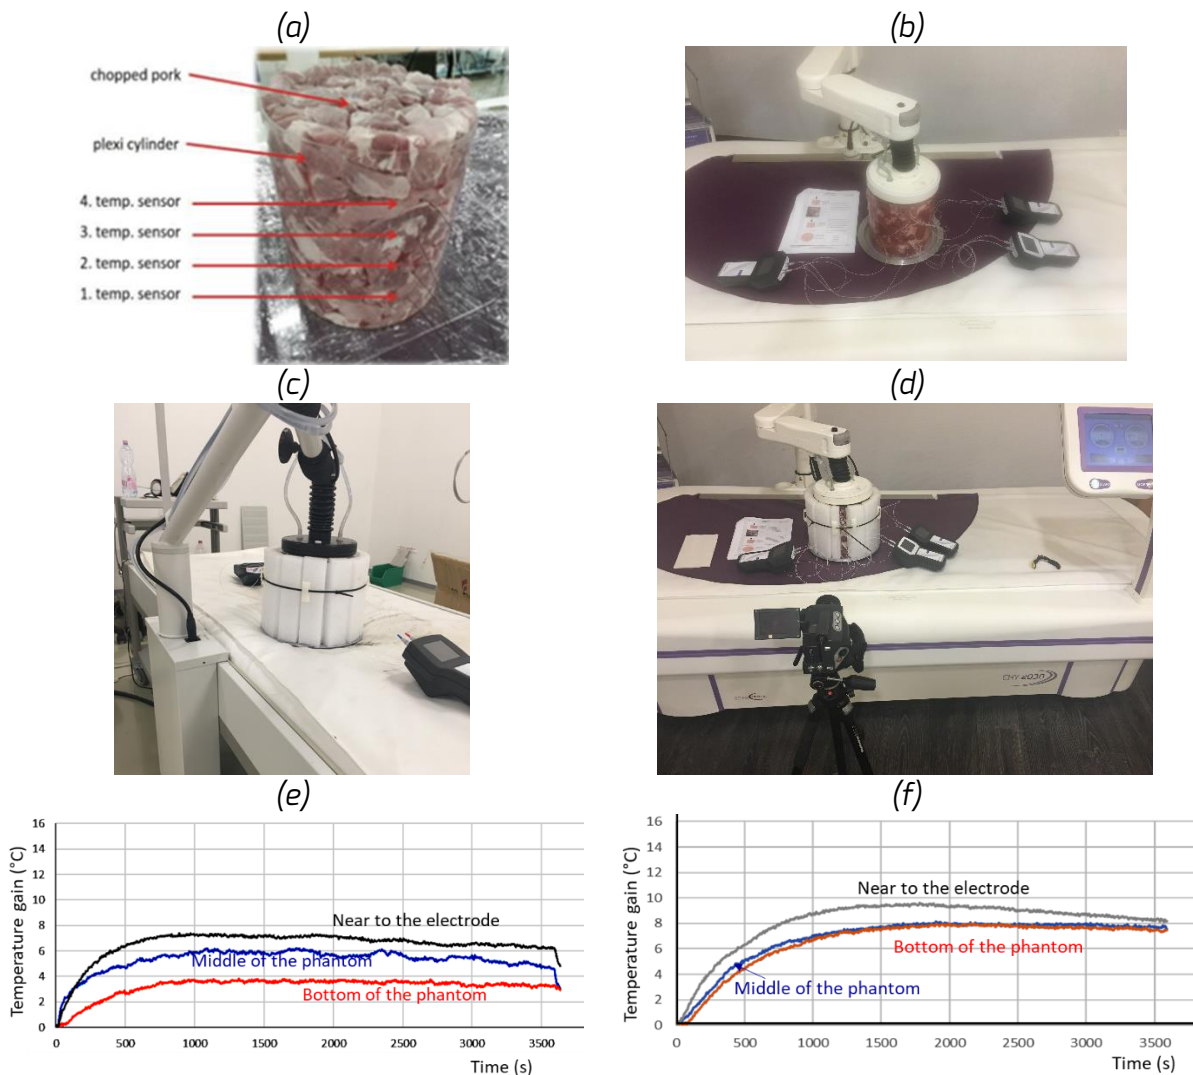 (a)
(b)
chopped pork
plexi cylinder
4. temp. sensor
3. temp. sensor
2. temp. sensor
1. temp. sensor
(c)
(d)
(e)
(f)
Temperature gain (°C)
16
14
12
10
8
6
4
2
0
Near to the electrode
Middle of the phantom
Bottom of the phantom
0
500
1000
1500
2000
2500
3000
3500
Time (s)
Temperature gain (°C)
16
14
12
10
8
6
4
2
0
Near to the electrode
Bottom of the phantom
Middle of the phantom
0
500
1000
1500
2000
2500
3000
3500
Time (s)